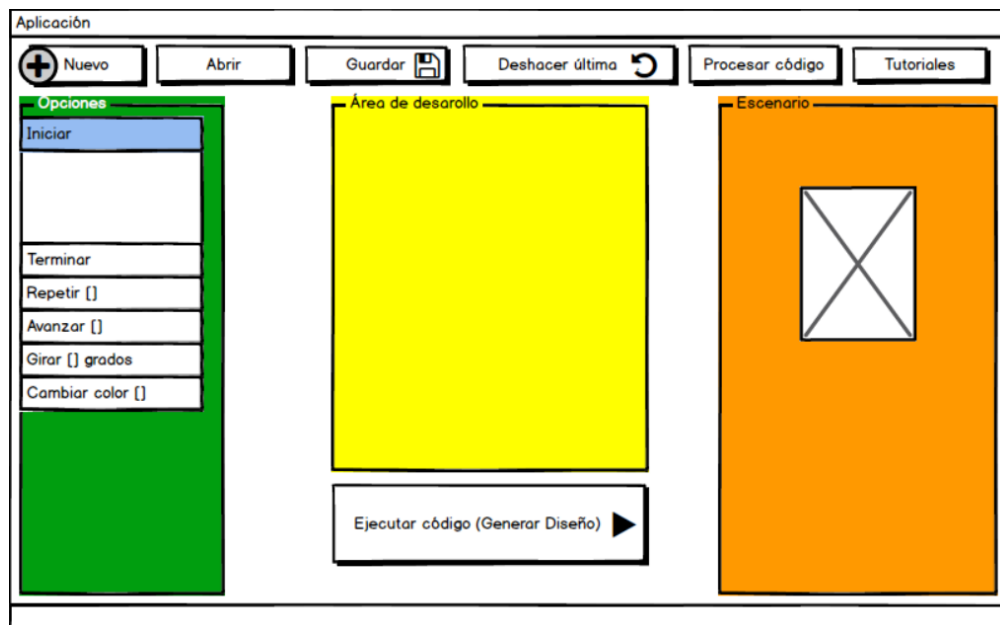 Aplicación
Nuevo
Abrir
Guardar
Deshacer última
Procesar código
Tutoriales
Opciones
Iniciar
Terminar
Repetir []
Avanzar []
Girar [] grados
Cambiar color []
Área de desarollo
Ejecutar código (Generar Diseño)
Escenario